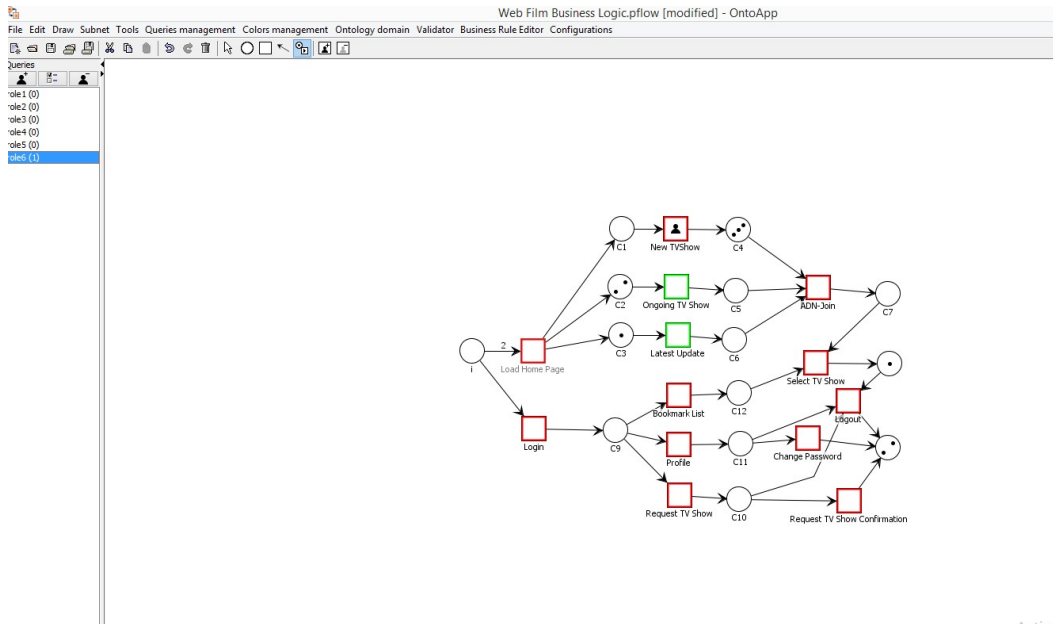 Web Film Business Logic.pflow [modified] - OntoApp
File Edit Draw Subnet Tools Queries management Colors management Ontology domain Validator Business Rule Editor Configurations
Queries
role1 (0)
role2 (0)
role3 (0)
role4 (0)
role5 (0)
role6 (1)
C1
New TVShow
C4
C2
Ongoing TV Show
C5
ADN-Join
C7
2
i
Load Home Page
C3
Latest Update
C6
Select TV Show
Bookmark List
C12
Logout
Login
C9
Profile
C11
Change Password
Request TV Show
C10
Request TV Show Confirmation